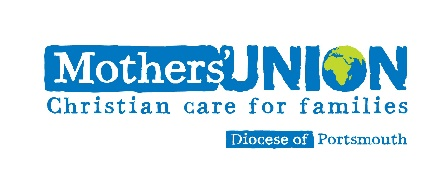 Mothers' UNION
Christian care for families
Diocese of Portsmouth